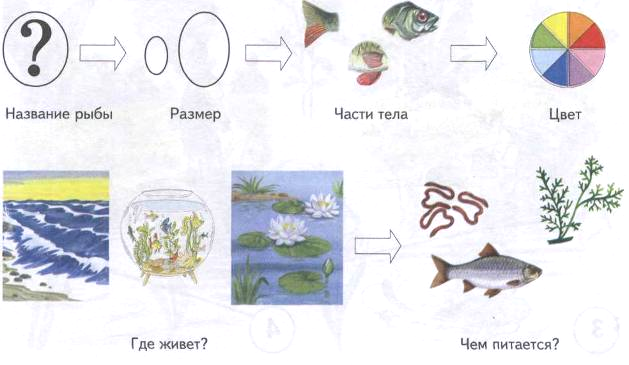 ?
Название рыбы
Размер
Части тела
Цвет
Где живет?
Чем питается?